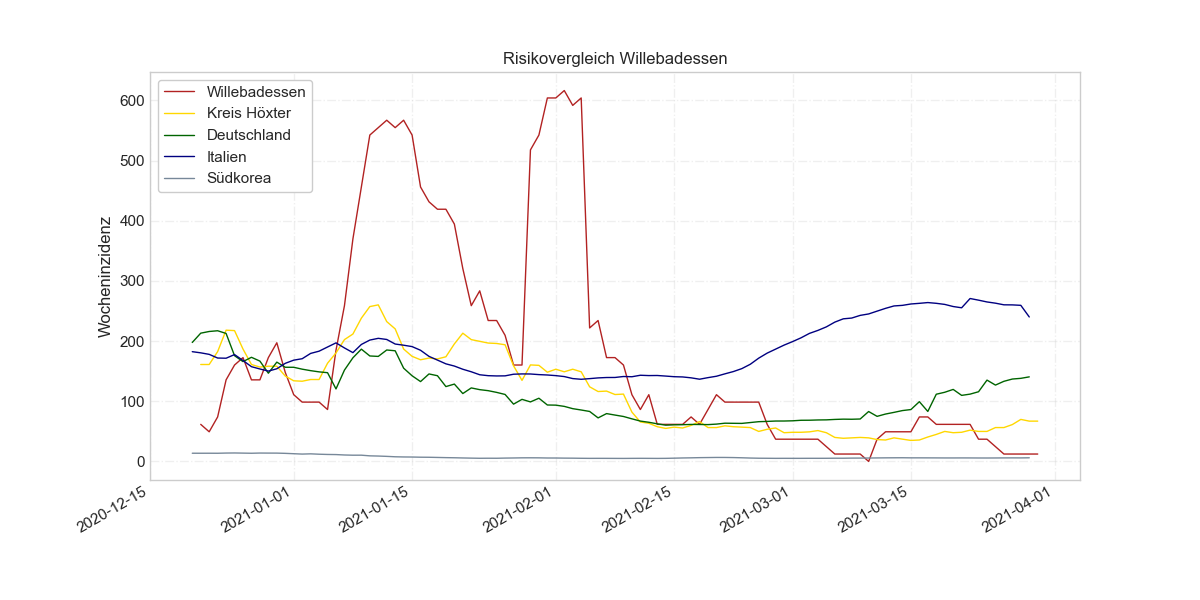 Risikovergleich Willebadessen
Willebadessen
Kreis Höxter
Deutschland
Italien
Südkorea
Wocheninzidenz
600
500
400
300
200
100
0
2020-12-15
2021-01-01
2021-01-15
2021-02-01
2021-02-15
2021-03-01
2021-03-15
2021-04-01